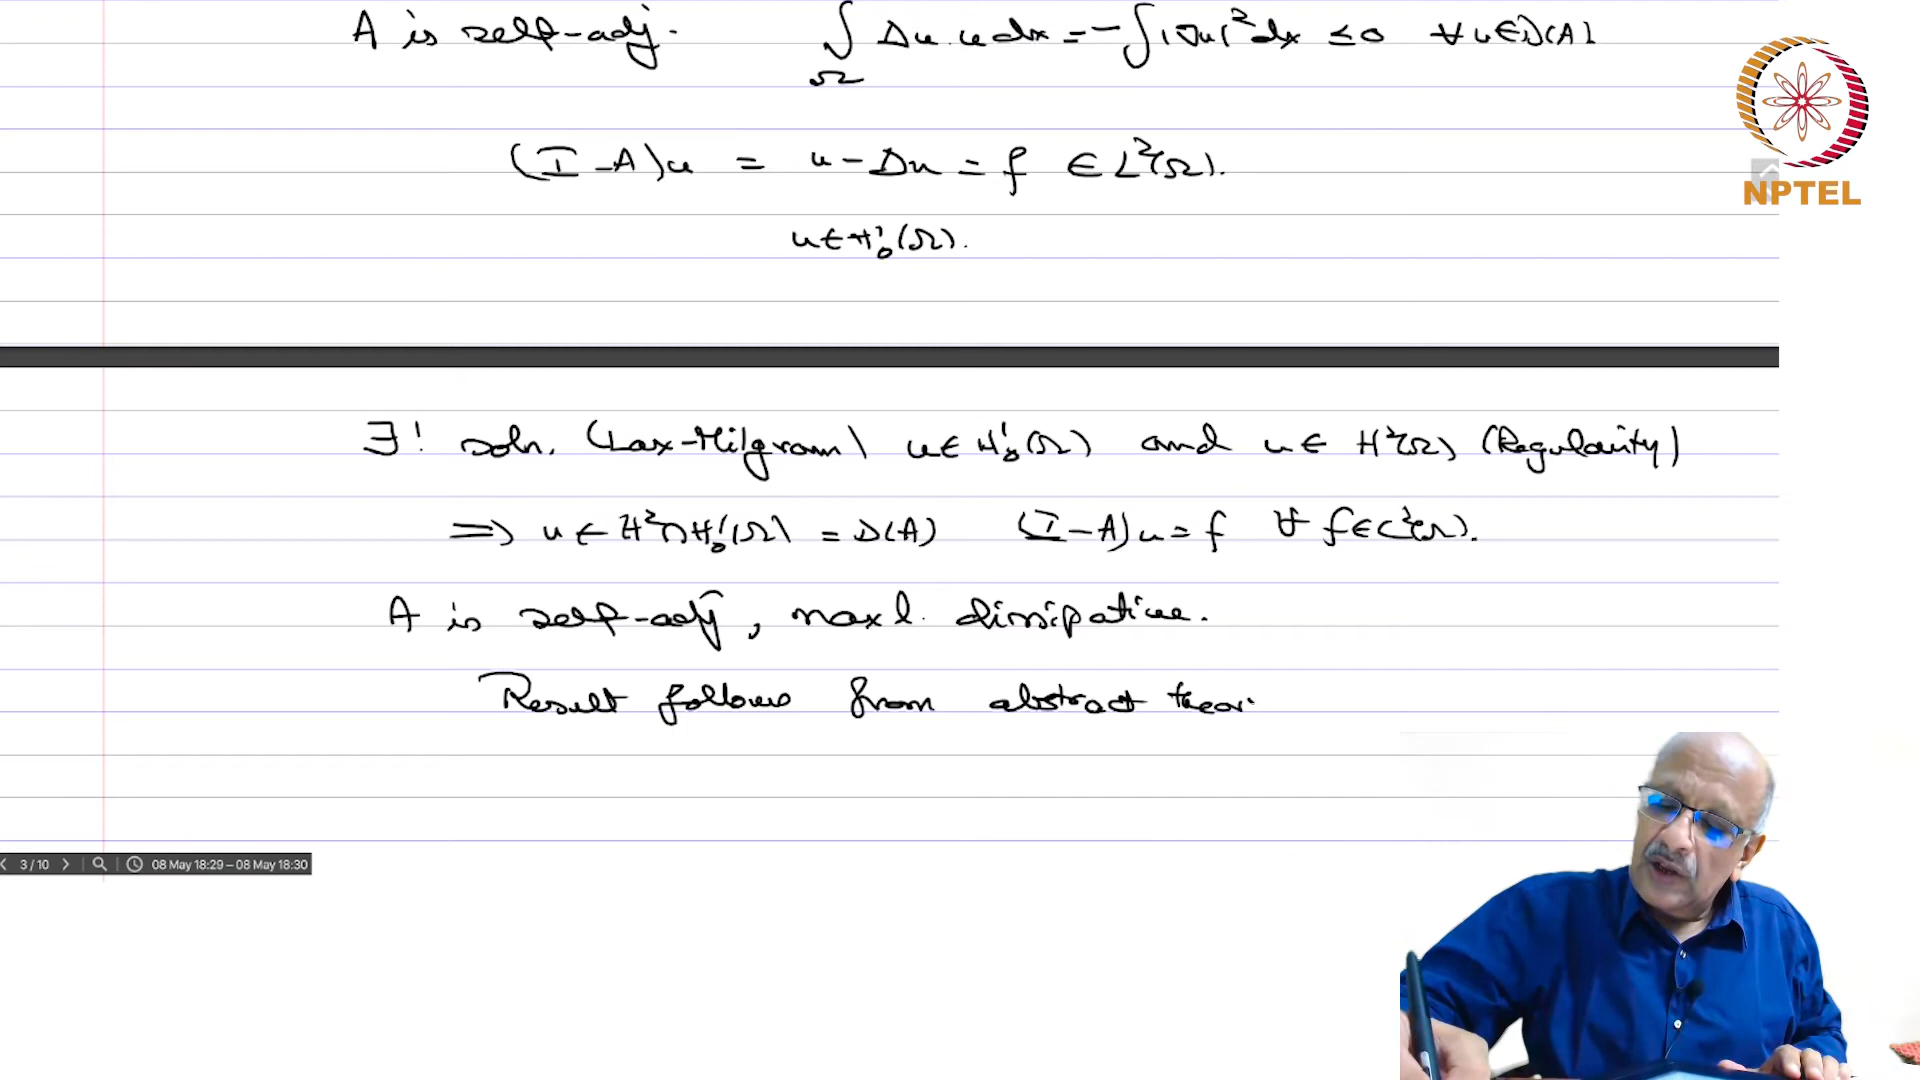 A is self-adj. ∫_Ω Δu.u dx = -∫|∇u|² dx ≤ 0 ∀ u∈D(A)
(I-A)u = u-Δu = f ∈ L²(Ω).
u∈H¹₀(Ω).
NPTEL
∃! soln. (Lax-Milgram) u∈H¹₀(Ω) and u∈ H²(Ω) (Regularity)
⇒ u∈H²∩H¹₀(Ω) = D(A) (I-A)u = f ∀ f∈L²(Ω).
A is self-adj, maxl. dissipative.
Result follows from abstract theor.
3/10 08 May 18:29 – 08 May 18:30